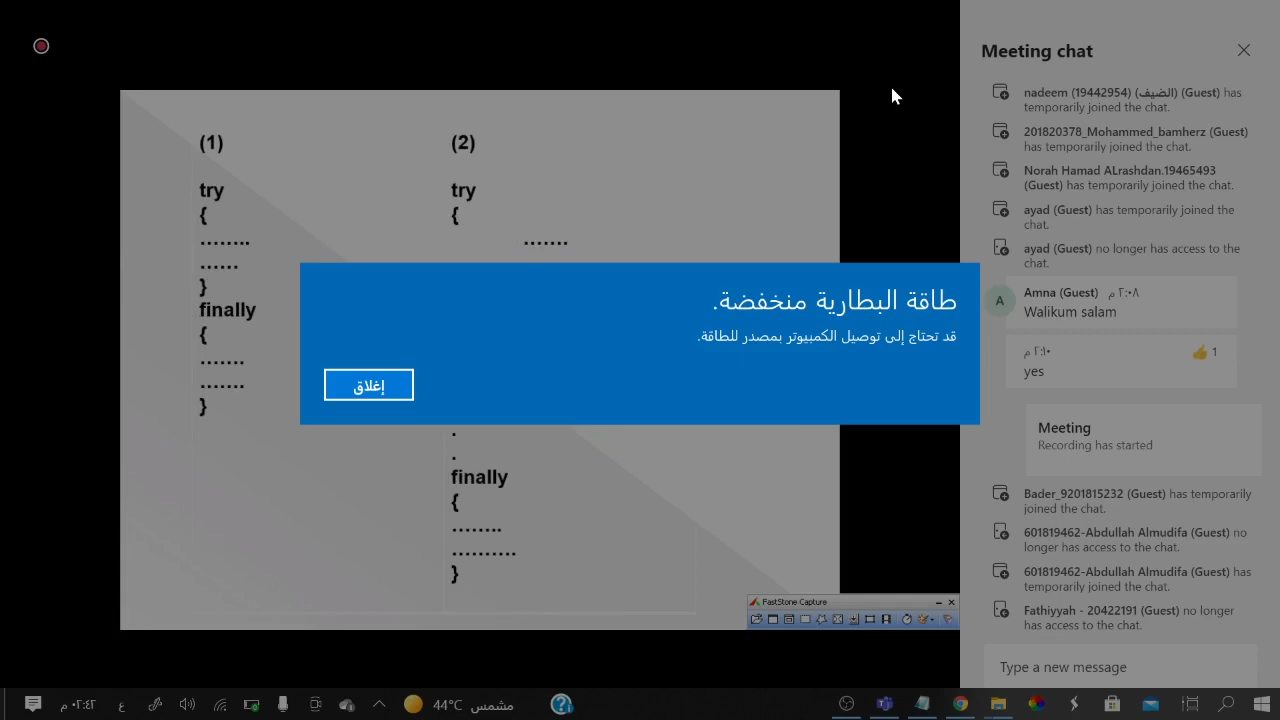 (1)
try
{
........
......
}
finally
{
.......
.......
}
(2)
try
{
.......
.
.
finally
{
........
..........
}
طاقة البطارية منخفضة.
قد تحتاج إلى توصيل الكمبيوتر بمصدر للطاقة.
إغلاق
FastStone Capture
Meeting chat
nadeem (19442954) (الضيف) (Guest) has
temporarily joined the chat.
201820378_Mohammed_bamherz (Guest)
has temporarily joined the chat.
Norah Hamad ALrashdan.19465493
(Guest) has temporarily joined the chat.
ayad (Guest) has temporarily joined the
chat.
ayad (Guest) no longer has access to the
chat.
A
Amna (Guest) ٢:٠٨ م
Walikum salam
٢:١٠ م
1
yes
Meeting
Recording has started
Bader_9201815232 (Guest) has temporarily
joined the chat.
601819462-Abdullah Almudifa (Guest) no
longer has access to the chat.
601819462-Abdullah Almudifa (Guest) has
temporarily joined the chat.
Fathiyyah - 20422191 (Guest) no longer
has access to the chat.
Type a new message
٠٢:٤٢ م
ع
44°C مشمس